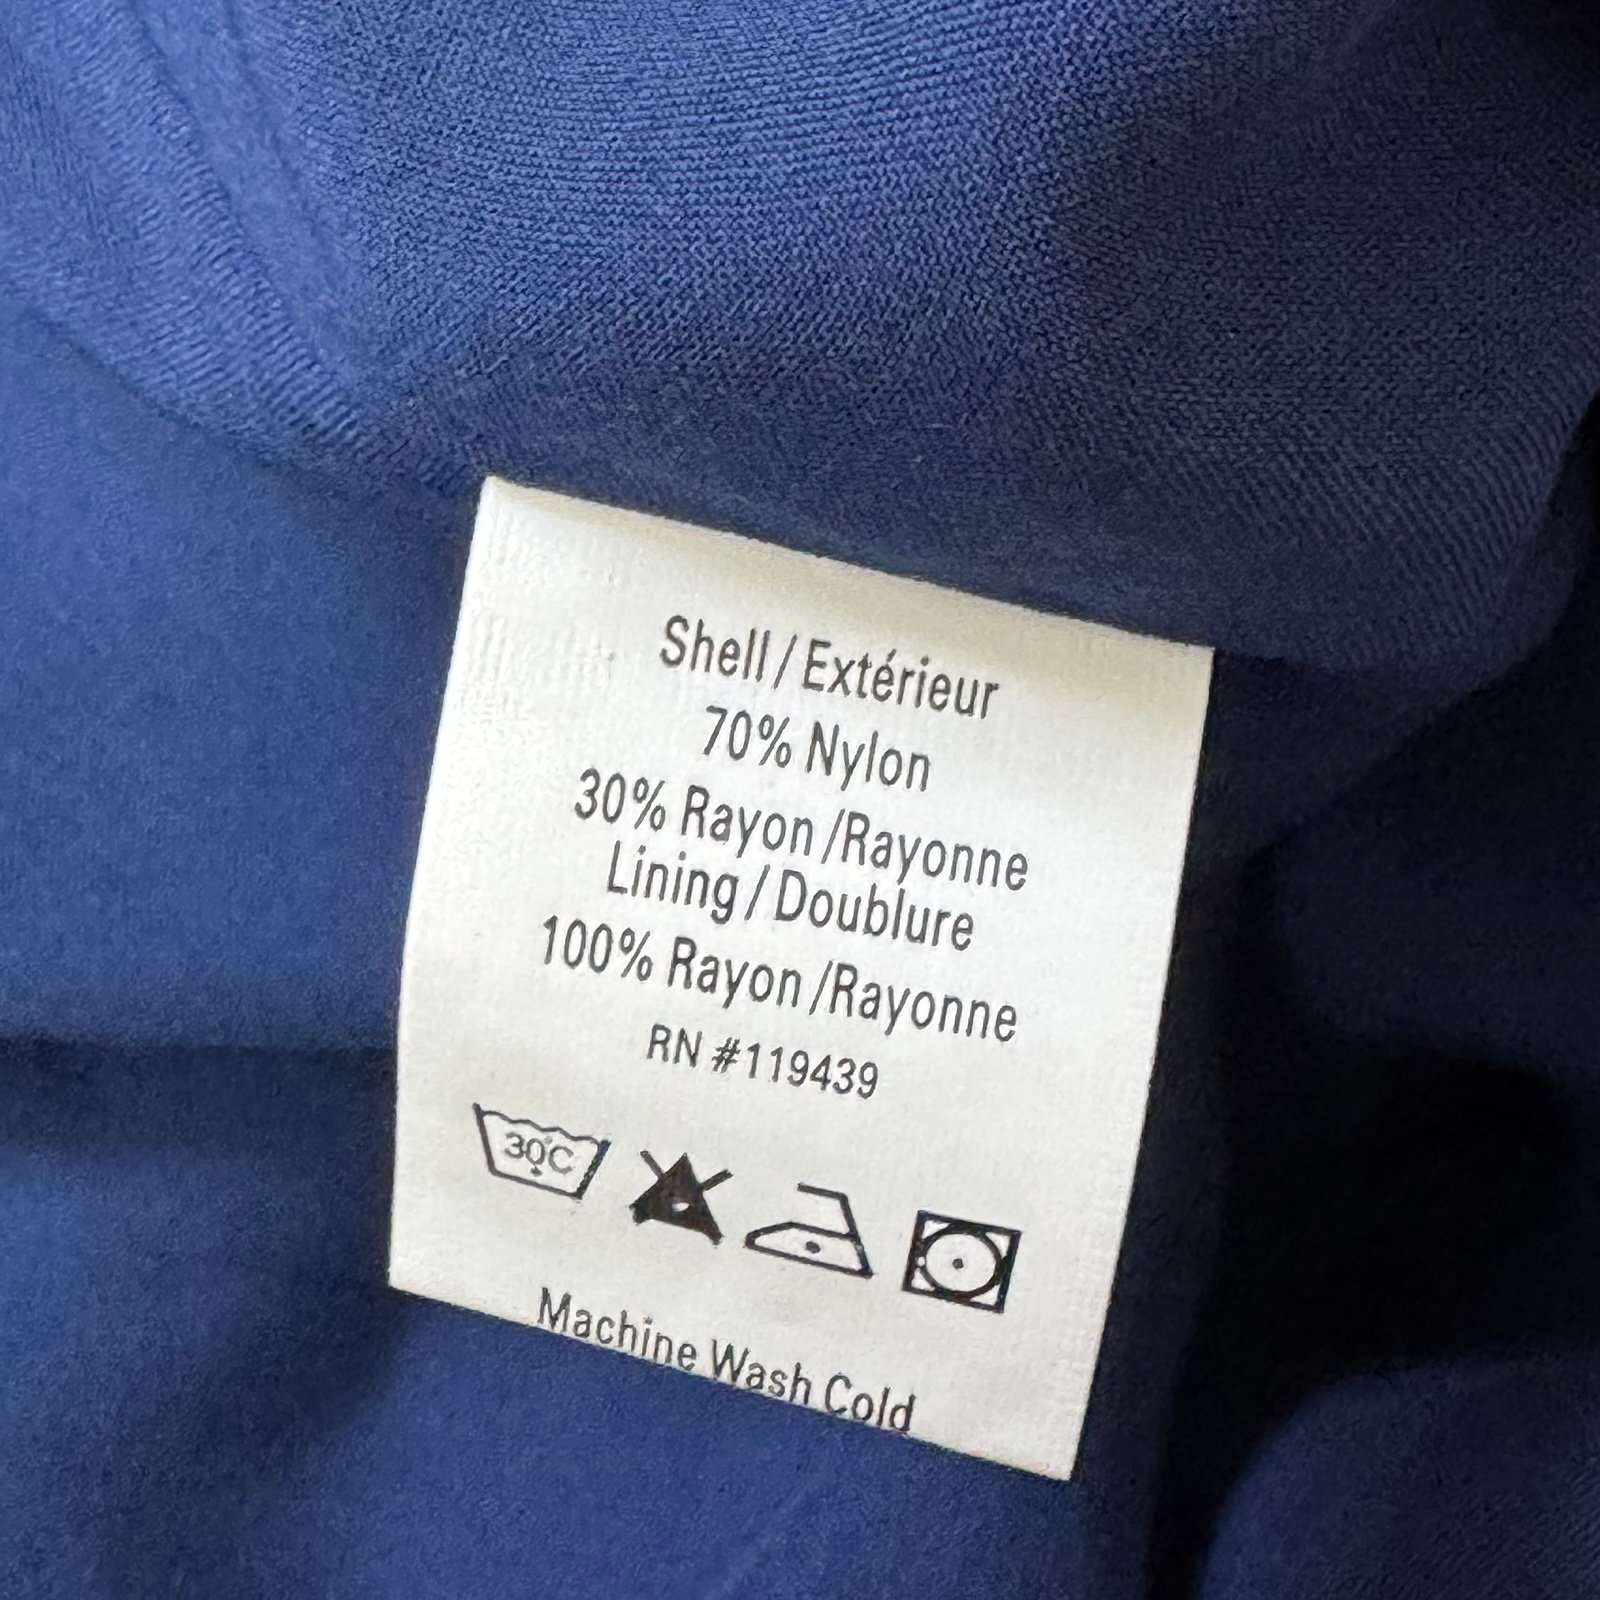 Shell / Extérieur
70% Nylon
30% Rayon /Rayonne
Lining / Doublure
100% Rayon /Rayonne
RN #119439
30°C
Machine Wash Cold